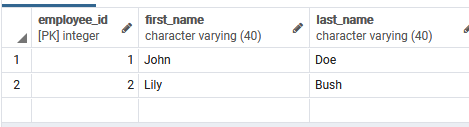 employee_id first_name last_name
[PK] integer character varying (40) character varying (40)
1 1 John Doe
2 2 Lily Bush